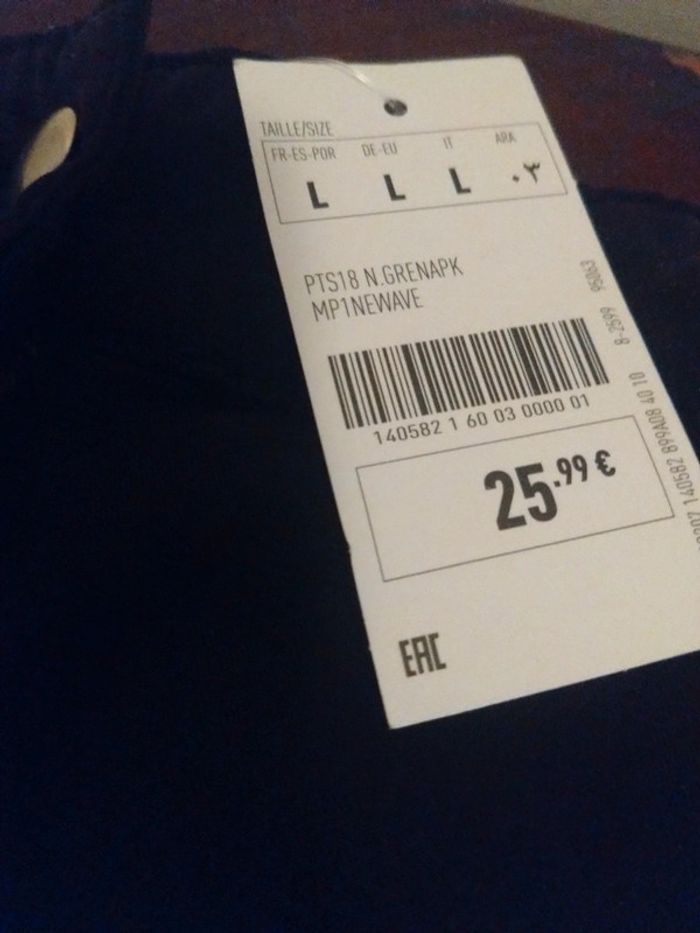 TAILLE/SIZE
FR-ES-POR DE-EU IT ARA
L L L ٠٣
PTS18 N.GRENAPK
MP1NEWAVE
140582 1 60 03 0000 01
25.99 €
EAC
140582 899A08 40 10 8-2599 95063